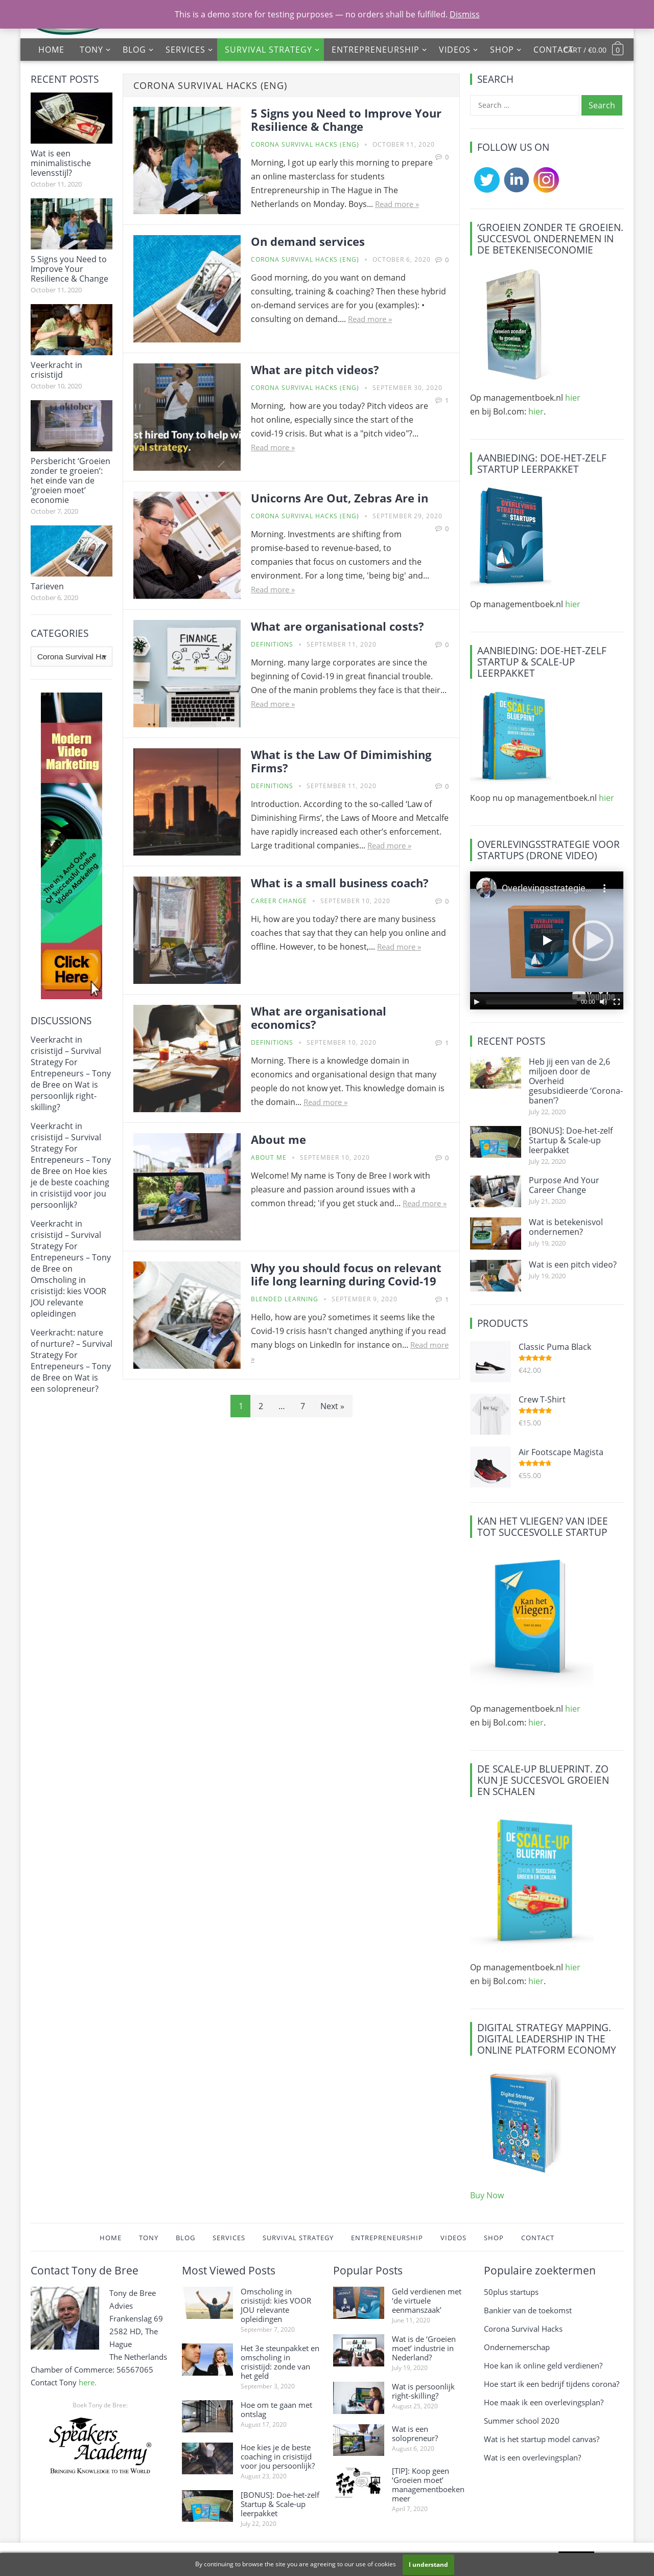 This is a demo store for testing purposes — no orders shall be fulfilled. Dismiss
HOME TONY BLOG SERVICES SURVIVAL STRATEGY ENTREPRENEURSHIP VIDEOS SHOP CONTACT CART / €0.00 0
RECENT POSTS
Wat is een
minimalistische
levensstijl?
October 11, 2020
5 Signs you Need to
Improve Your
Resilience & Change
October 11, 2020
Veerkracht in
crisistijd
October 10, 2020
oktober
Persbericht ‘Groeien
zonder te groeien’:
het einde van de
‘groeien moet’
economie
October 7, 2020
Tarieven
October 6, 2020
CATEGORIES
Corona Survival Ha
Modern
Video
Marketing
The In's And Outs
Of Successful Online
Video Marketing
Click
Here
DISCUSSIONS
Veerkracht in
crisistijd – Survival
Strategy For
Entrepeneurs – Tony
de Bree on Wat is
persoonlijk right-
skilling?
Veerkracht in
crisistijd – Survival
Strategy For
Entrepeneurs – Tony
de Bree on Hoe kies
je de beste coaching
in crisistijd voor jou
persoonlijk?
Veerkracht in
crisistijd – Survival
Strategy For
Entrepeneurs – Tony
de Bree on
Omscholing in
crisistijd: kies VOOR
JOU relevante
opleidingen
Veerkracht: nature
of nurture? – Survival
Strategy For
Entrepeneurs – Tony
de Bree on Wat is
een solopreneur?
CORONA SURVIVAL HACKS (ENG)
5 Signs you Need to Improve Your
Resilience & Change
CORONA SURVIVAL HACKS (ENG) • OCTOBER 11, 2020
0
Morning, I got up early this morning to prepare
an online masterclass for students
Entrepreneurship in The Hague in The
Netherlands on Monday. Boys... Read more »
On demand services
CORONA SURVIVAL HACKS (ENG) • OCTOBER 6, 2020 0
Good morning, do you want on demand
consulting, training & coaching? Then these hybrid
on-demand services are for you (examples): •
consulting on demand.... Read more »
What are pitch videos?
CORONA SURVIVAL HACKS (ENG) • SEPTEMBER 30, 2020
1
Morning, how are you today? Pitch videos are
hot online, especially since the start of the
covid-19 crisis. But what is a "pitch video"?...
Read more »
st hired Tony to help wi
val strategy.
Unicorns Are Out, Zebras Are in
CORONA SURVIVAL HACKS (ENG) • SEPTEMBER 29, 2020
0
Morning. Investments are shifting from
promise-based to revenue-based, to
companies that focus on customers and the
environment. For a long time, 'being big' and...
Read more »
What are organisational costs?
DEFINITIONS • SEPTEMBER 11, 2020 0
FINANCE
Morning. many large corporates are since the
beginning of Covid-19 in great financial trouble.
One of the manin problems they face is that their...
Read more »
What is the Law Of Dimimishing
Firms?
DEFINITIONS • SEPTEMBER 11, 2020 0
Introduction. According to the so-called ‘Law of
Diminishing Firms’, the Laws of Moore and Metcalfe
have rapidly increased each other’s enforcement.
Large traditional companies... Read more »
What is a small business coach?
CAREER CHANGE • SEPTEMBER 10, 2020 0
Hi, how are you today? there are many business
coaches that say that they can help you online and
offline. However, to be honest,... Read more »
What are organisational
economics?
DEFINITIONS • SEPTEMBER 10, 2020 1
Morning. There is a knowledge domain in
economics and organisational design that many
people do not know yet. This knowledge domain is
the domain... Read more »
About me
ABOUT ME • SEPTEMBER 10, 2020 0
Welcome! My name is Tony de Bree I work with
pleasure and passion around issues with a
common thread; 'if you get stuck and... Read more »
Why you should focus on relevant
life long learning during Covid-19
BLENDED LEARNING • SEPTEMBER 9, 2020 1
Hello, how are you? sometimes it seems like the
Covid-19 crisis hasn't changed anything if you read
many blogs on LinkedIn for instance on... Read more
»
1 2 … 7 Next »
SEARCH
Search … Search
FOLLOW US ON
‘GROEIEN ZONDER TE GROEIEN.
SUCCESVOL ONDERNEMEN IN
DE BETEKENISECONOMIE
Groeien zonder
te groeien
Op managementboek.nl hier
en bij Bol.com: hier.
AANBIEDING: DOE-HET-ZELF
STARTUP LEERPAKKET
OVERLEVINGS
STRATEGIE
STARTUPS
Op managementboek.nl hier
AANBIEDING: DOE-HET-ZELF
STARTUP & SCALE-UP
LEERPAKKET
DE SCALE-UP
BLUEPRINT
Koop nu op managementboek.nl hier
OVERLEVINGSSTRATEGIE VOOR
STARTUPS (DRONE VIDEO)
Overlevingsstrategie...
YouTube
00:00
RECENT POSTS
Heb jij een van de 2,6
miljoen door de
Overheid
gesubsidieerde ‘Corona-
banen’?
July 22, 2020
[BONUS]: Doe-het-zelf
Startup & Scale-up
leerpakket
July 22, 2020
Purpose And Your
Career Change
July 21, 2020
Wat is betekenisvol
ondernemen?
July 19, 2020
Wat is een pitch video?
July 19, 2020
PRODUCTS
Classic Puma Black
€42.00
Crew T-Shirt
€15.00
Air Footscape Magista
€55.00
KAN HET VLIEGEN? VAN IDEE
TOT SUCCESVOLLE STARTUP
Kan het
Vliegen?
Op managementboek.nl hier
en bij Bol.com: hier.
DE SCALE-UP BLUEPRINT. ZO
KUN JE SUCCESVOL GROEIEN
EN SCHALEN
DE SCALE-UP
BLUEPRINT
Op managementboek.nl hier
en bij Bol.com: hier.
DIGITAL STRATEGY MAPPING.
DIGITAL LEADERSHIP IN THE
ONLINE PLATFORM ECONOMY
Digital Strategy
Mapping
Buy Now
HOME TONY BLOG SERVICES SURVIVAL STRATEGY ENTREPRENEURSHIP VIDEOS SHOP CONTACT
Contact Tony de Bree
Tony de Bree
Advies
Frankenslag 69
2582 HD, The
Hague
The Netherlands
Chamber of Commerce: 56567065
Contact Tony here.
Boek Tony de Bree:
Speakers
Academy
BRINGING KNOWLEDGE TO THE WORLD
Most Viewed Posts
Omscholing in
crisistijd: kies VOOR
JOU relevante
opleidingen
September 7, 2020
Het 3e steunpakket en
omscholing in
crisistijd: zonde van
het geld
September 3, 2020
Hoe om te gaan met
ontslag
August 17, 2020
Hoe kies je de beste
coaching in crisistijd
voor jou persoonlijk?
August 23, 2020
[BONUS]: Doe-het-zelf
Startup & Scale-up
leerpakket
July 22, 2020
Popular Posts
Geld verdienen met
‘de virtuele
eenmanszaak’
June 11, 2020
Wat is de ‘Groeien
moet’ industrie in
Nederland?
July 19, 2020
Wat is persoonlijk
right-skilling?
August 25, 2020
Wat is een
solopreneur?
August 6, 2020
[TIP]: Koop geen
‘Groeien moet’
managementboeken
meer
April 7, 2020
Populaire zoektermen
50plus startups
Bankier van de toekomst
Corona Survival Hacks
Ondernemerschap
Hoe kan ik online geld verdienen?
Hoe start ik een bedrijf tijdens corona?
Hoe maak ik een overlevingsplan?
Summer school 2020
Wat is het startup model canvas?
Wat is een overlevingsplan?
By continuing to browse the site you are agreeing to our use of cookies I understand